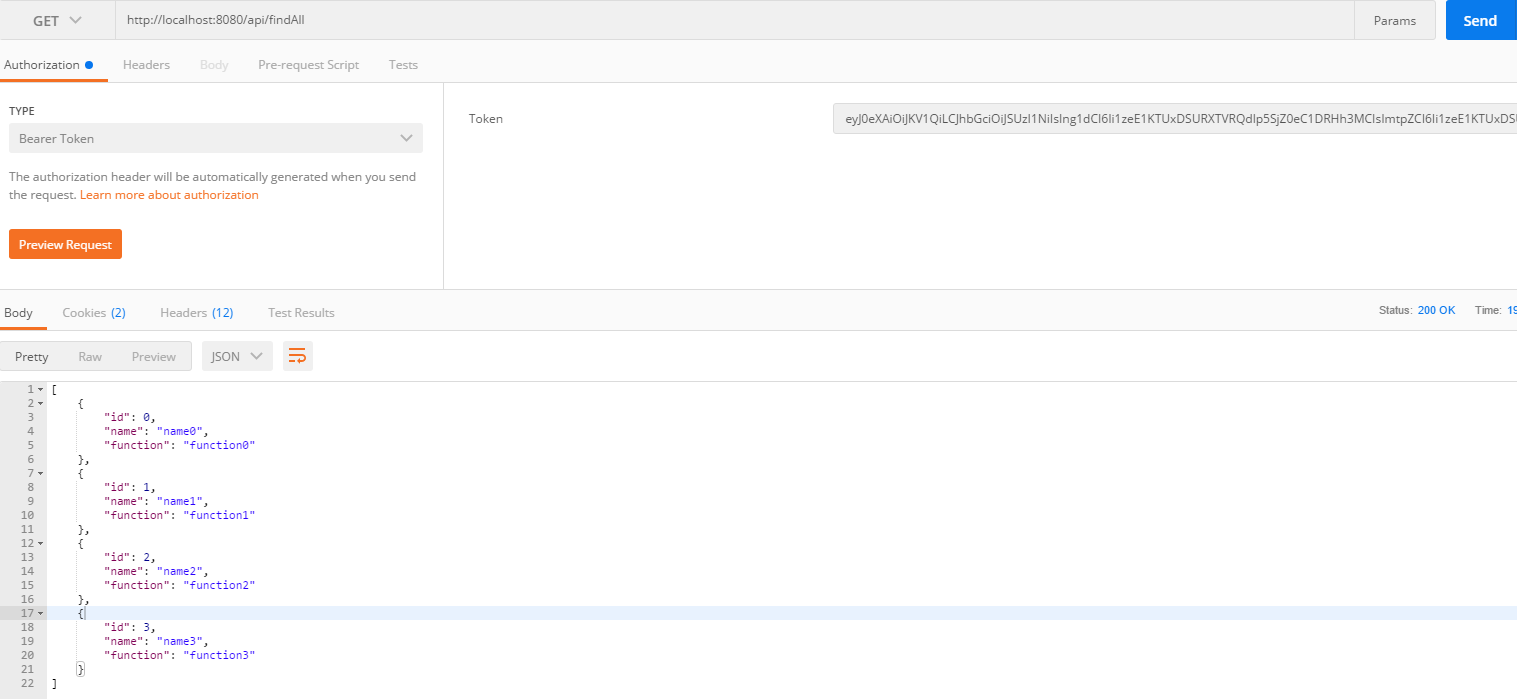 GET http://localhost:8080/api/findAll Params Send
Authorization Headers Body Pre-request Script Tests
TYPE
Bearer Token
The authorization header will be automatically generated when you send
the request. Learn more about authorization
Preview Request
Token
Body Cookies (2) Headers (12) Test Results Status: 200 OK Time: 19
Pretty Raw Preview JSON
1 [
2 {
3 "id": 0,
4 "name": "name0",
5 "function": "function0"
6 },
7 {
8 "id": 1,
9 "name": "name1",
10 "function": "function1"
11 },
12 {
13 "id": 2,
14 "name": "name2",
15 "function": "function2"
16 },
17 {
18 "id": 3,
19 "name": "name3",
20 "function": "function3"
21 }
22 ]